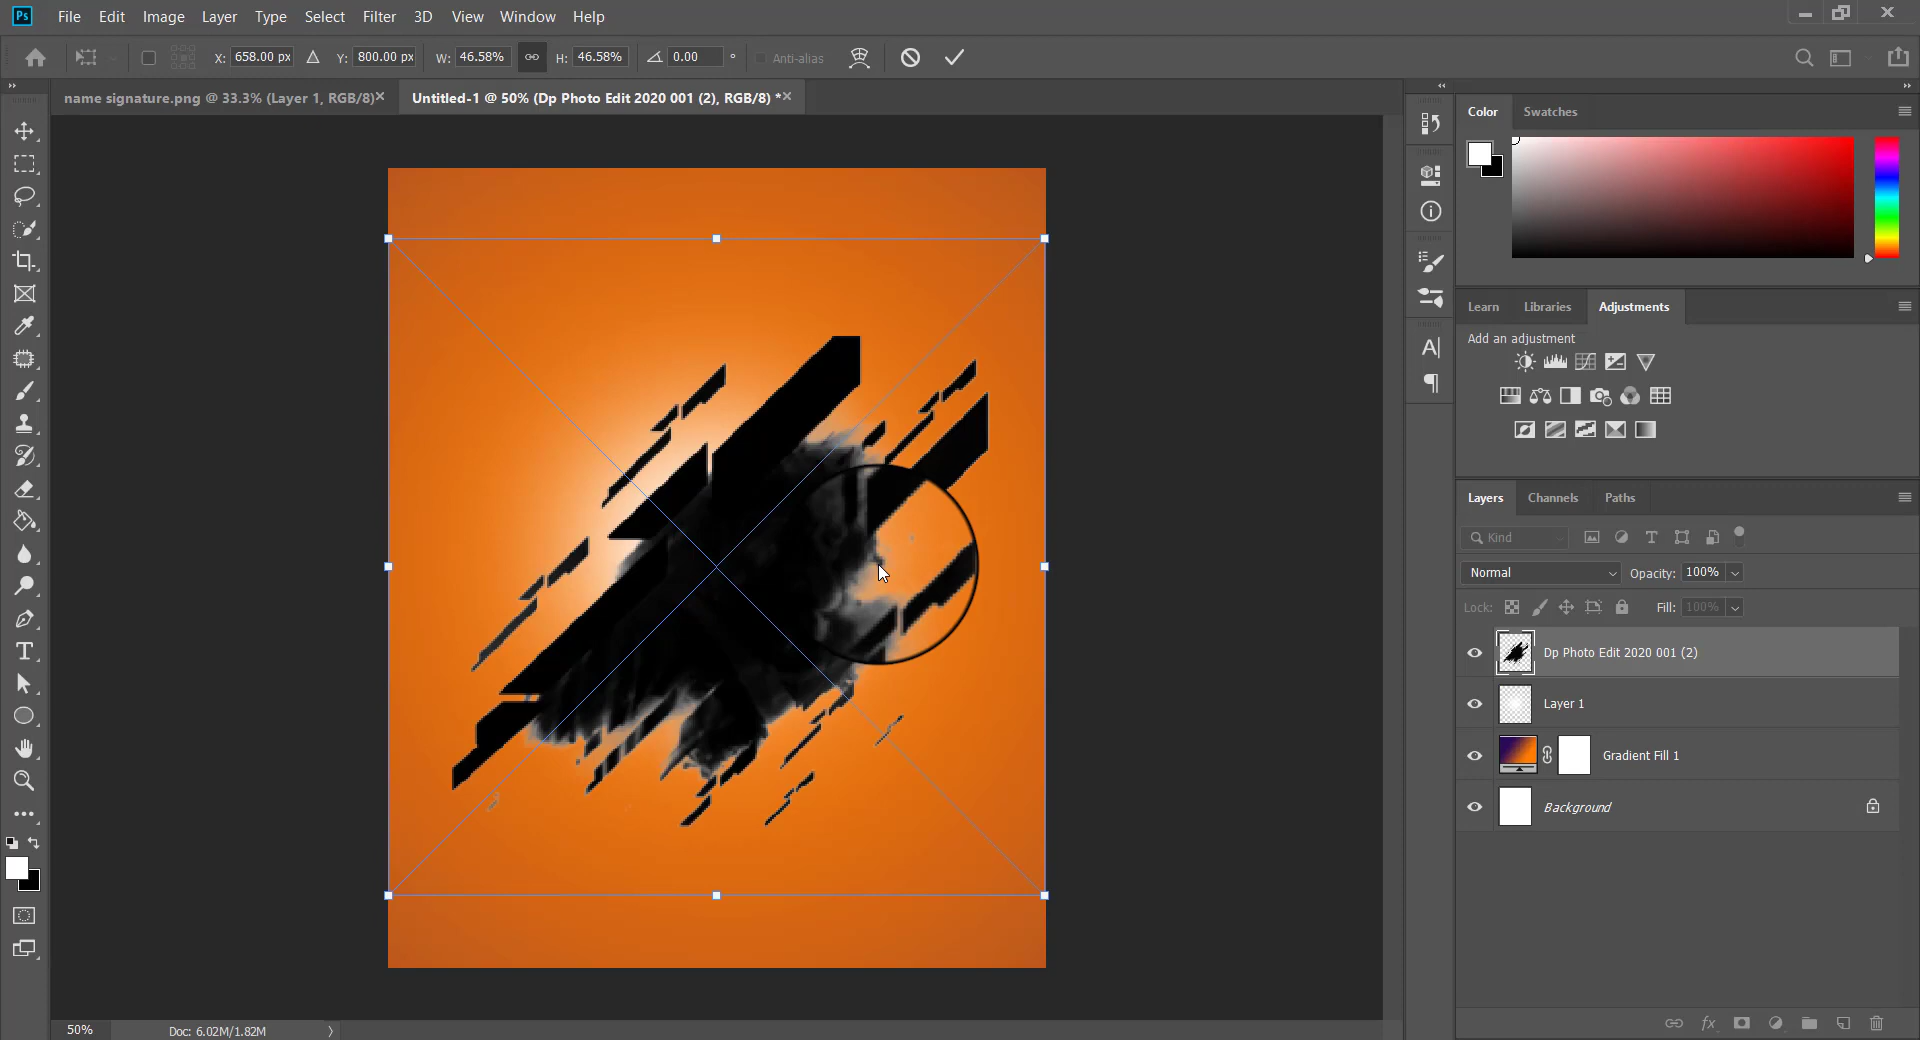 Ps File Edit Image Layer Type Select Filter 3D View Window Help
X: 658.00 px Y: 800.00 px W: 46.58% H: 46.58% 0.00 ° Anti-alias
name signature.png @ 33.3% (Layer 1, RGB/8) Untitled-1 @ 50% (Dp Photo Edit 2020 001 (2), RGB/8) *
Color Swatches
Learn Libraries Adjustments
Add an adjustment
Layers Channels Paths
Kind
Normal Opacity: 100%
Lock: Fill: 100%
Dp Photo Edit 2020 001 (2)
Layer 1
Gradient Fill 1
Background
50% Doc: 6.02M/1.82M